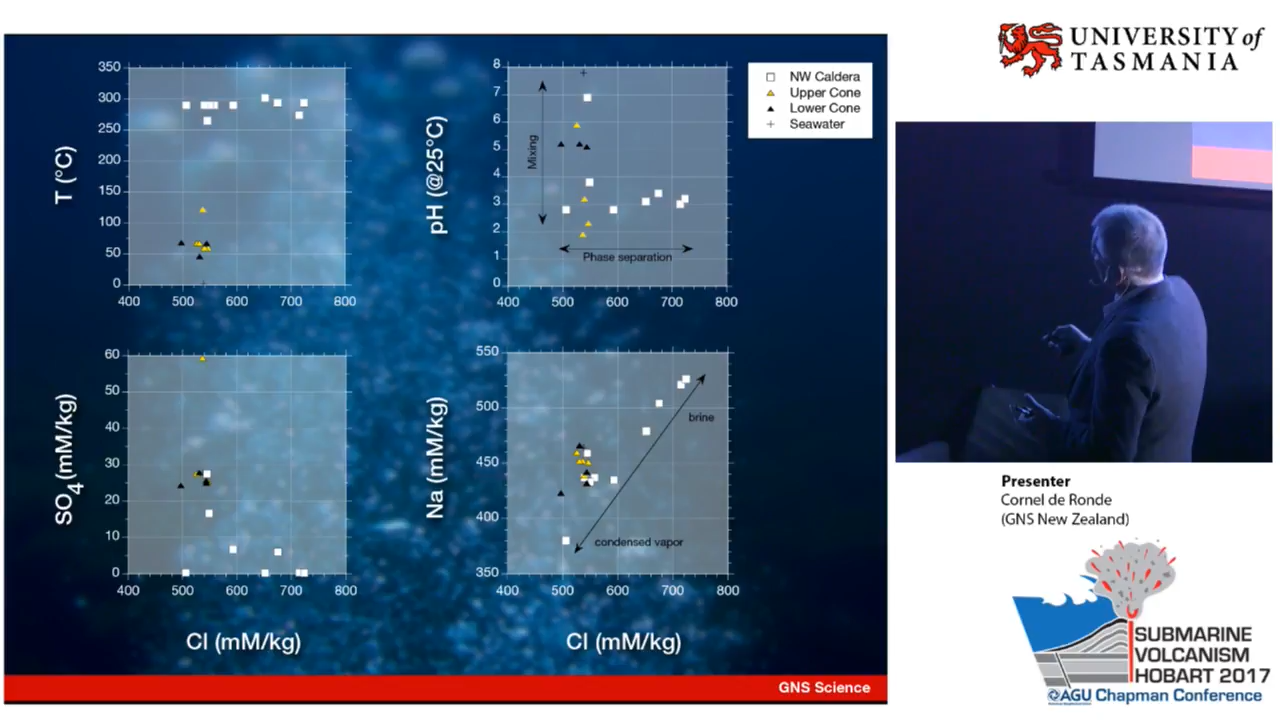 350
300
250
200
150
100
50
0
400 500 600 700 800
T (°C)
8
7
6
5
4
3
2
1
0
400 500 600 700 800
pH (@25°C)
Mixing
Phase separation
NW Caldera
Upper Cone
Lower Cone
Seawater
60
50
40
30
20
10
0
400 500 600 700 800
SO4 (mM/kg)
Cl (mM/kg)
550
500
450
400
350
400 500 600 700 800
Na (mM/kg)
brine
condensed vapor
Cl (mM/kg)
GNS Science
UNIVERSITY of
TASMANIA
Presenter
Cornel de Ronde
(GNS New Zealand)
SUBMARINE
VOLCANISM
HOBART 2017
AGU Chapman Conference